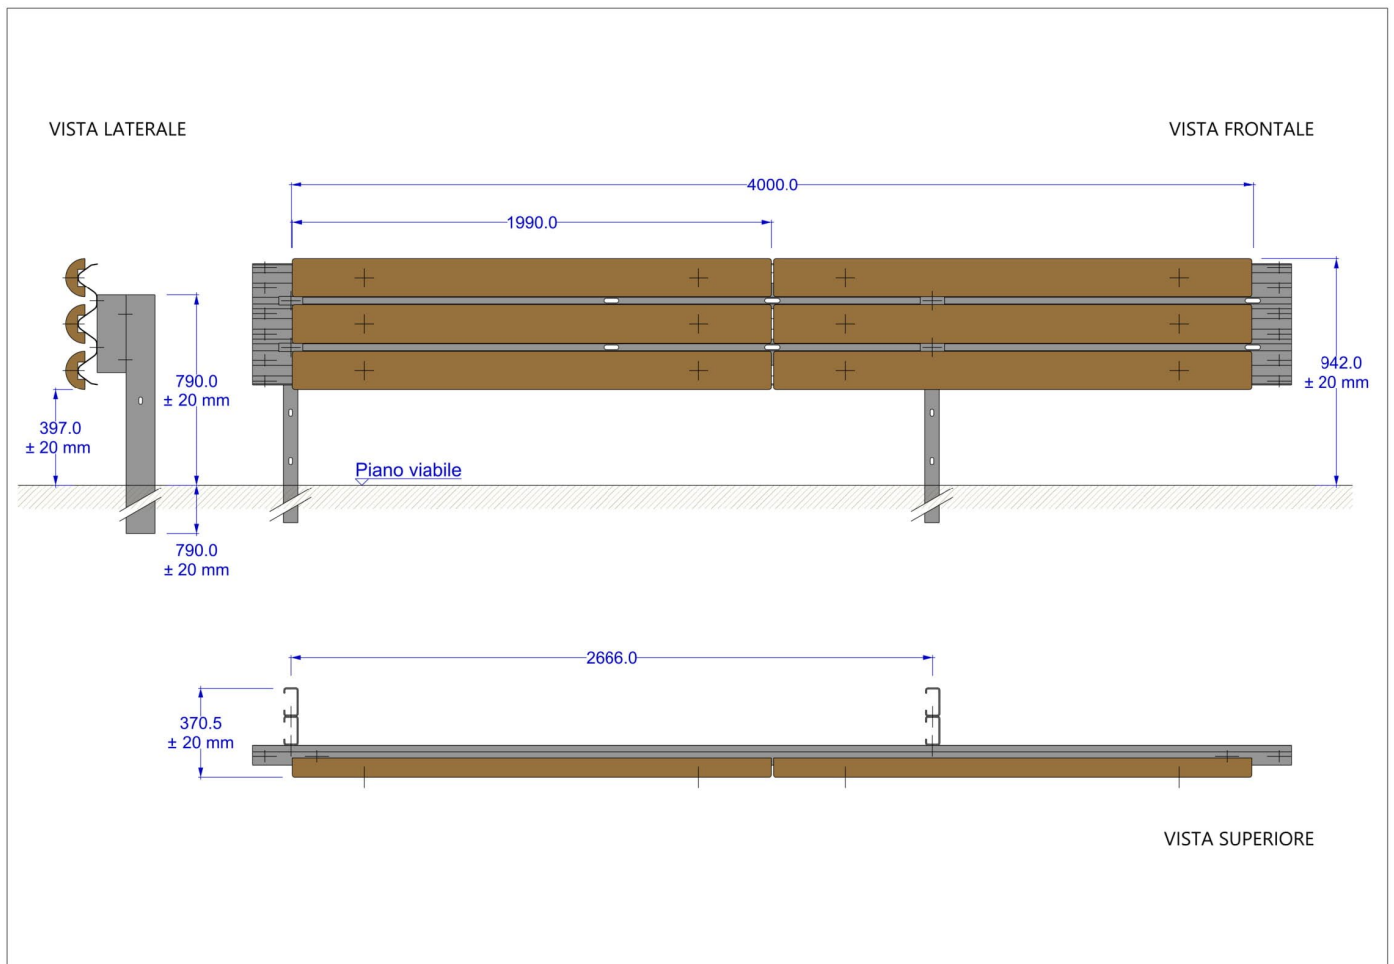 VISTA LATERALE
VISTA FRONTALE
4000.0
1990.0
790.0
± 20 mm
942.0
± 20 mm
397.0
± 20 mm
Piano viabile
790.0
± 20 mm
2666.0
370.5
± 20 mm
VISTA SUPERIORE